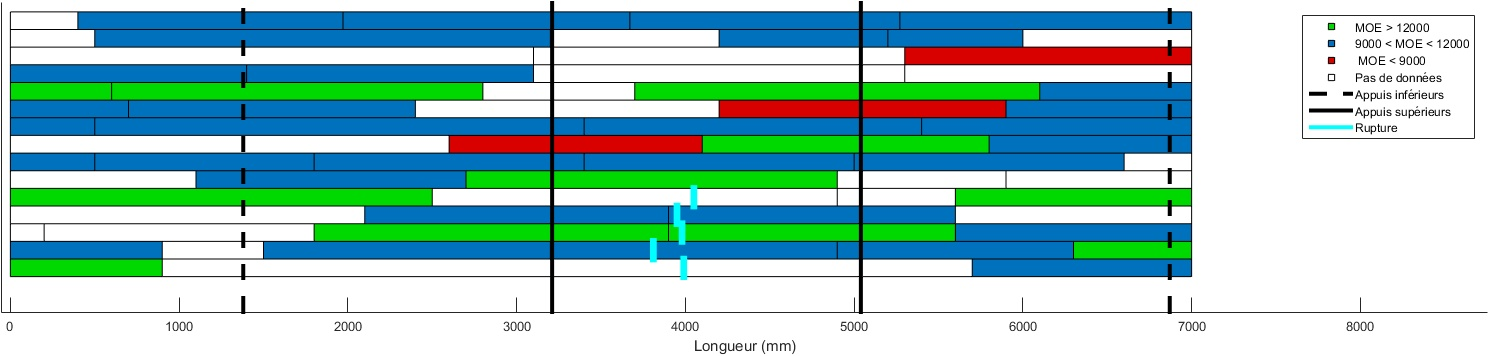 MOE > 12000
9000 < MOE < 12000
MOE < 9000
Pas de données
Appuis inférieurs
Appuis supérieurs
Rupture
0 1000 2000 3000 4000 5000 6000 7000 8000
Longueur (mm)